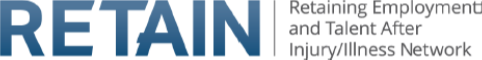 RETAIN
Retaining Employment
and Talent After
Injury/Illness Network